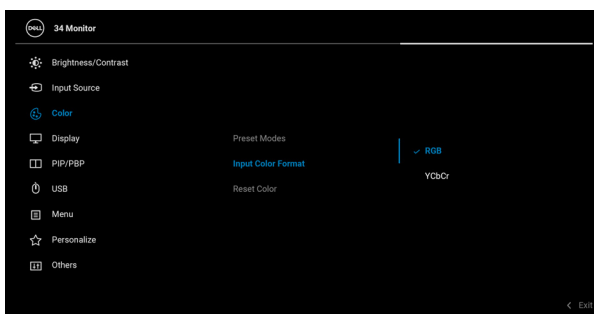 DELL 34 Monitor
Brightness/Contrast
Input Source
Color
Display
PIP/PBP
USB
Menu
Personalize
Others
Preset Modes
Input Color Format
Reset Color
RGB
YCbCr
Exit